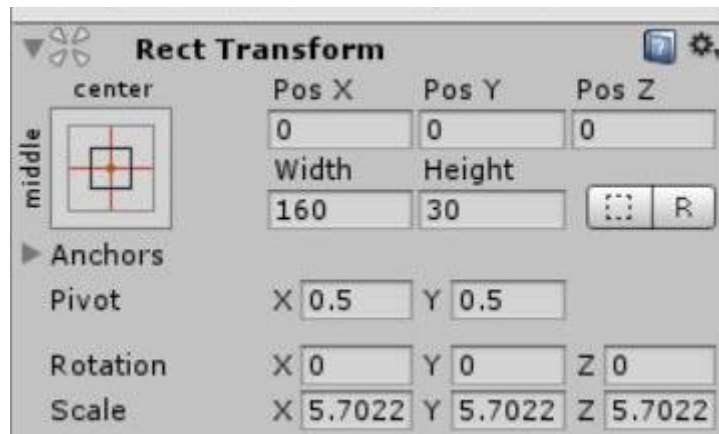 Rect Transform
center
middle
Pos X Pos Y Pos Z
0 0 0
Width Height
160 30
R
Anchors
Pivot X 0.5 Y 0.5
Rotation X 0 Y 0 Z 0
Scale X 5.7022 Y 5.7022 Z 5.7022